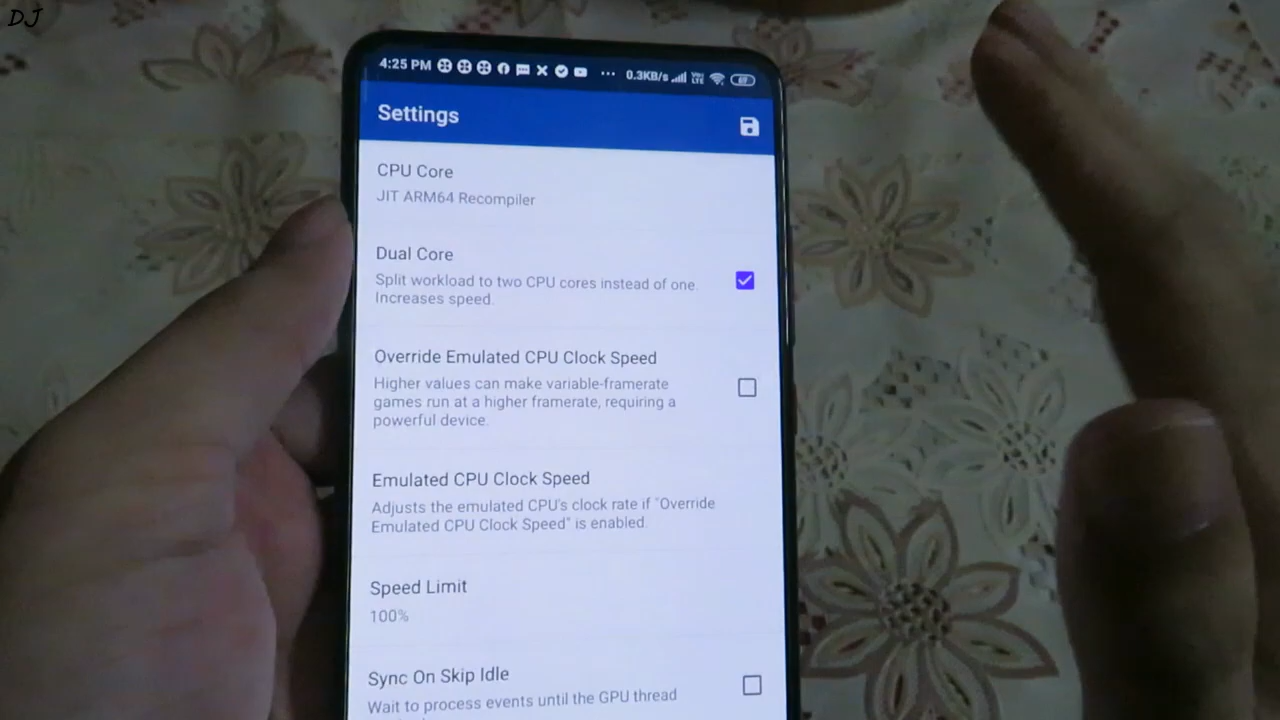 DJ
4:25 PM ... 0.3KB/s VoLTE 69
Settings
CPU Core
JIT ARM64 Recompiler
Dual Core
Split workload to two CPU cores instead of one.
Increases speed.
Override Emulated CPU Clock Speed
Higher values can make variable-framerate
games run at a higher framerate, requiring a
powerful device.
Emulated CPU Clock Speed
Adjusts the emulated CPU's clock rate if "Override
Emulated CPU Clock Speed" is enabled.
Speed Limit
100%
Sync On Skip Idle
Wait to process events until the GPU thread